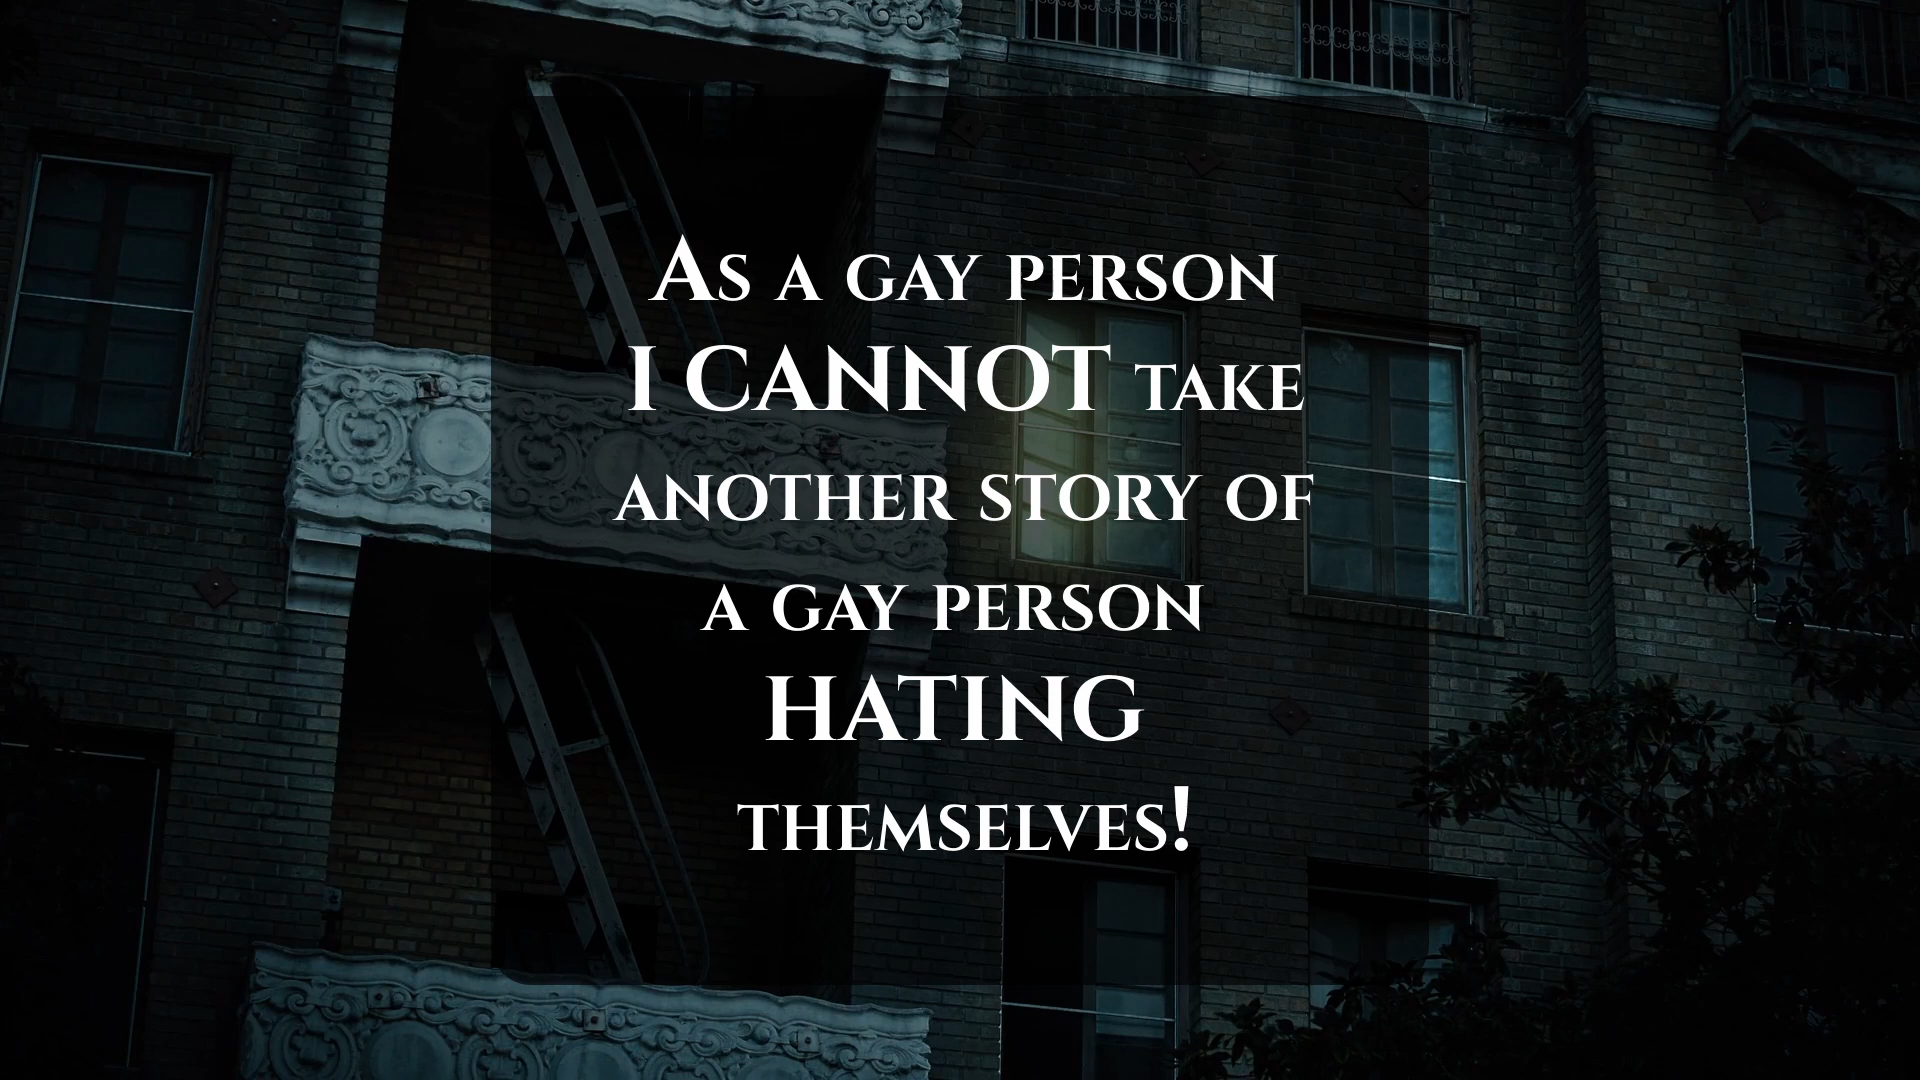 As a gay person
I CANNOT take
another story of
a gay person
HATING
themselves!